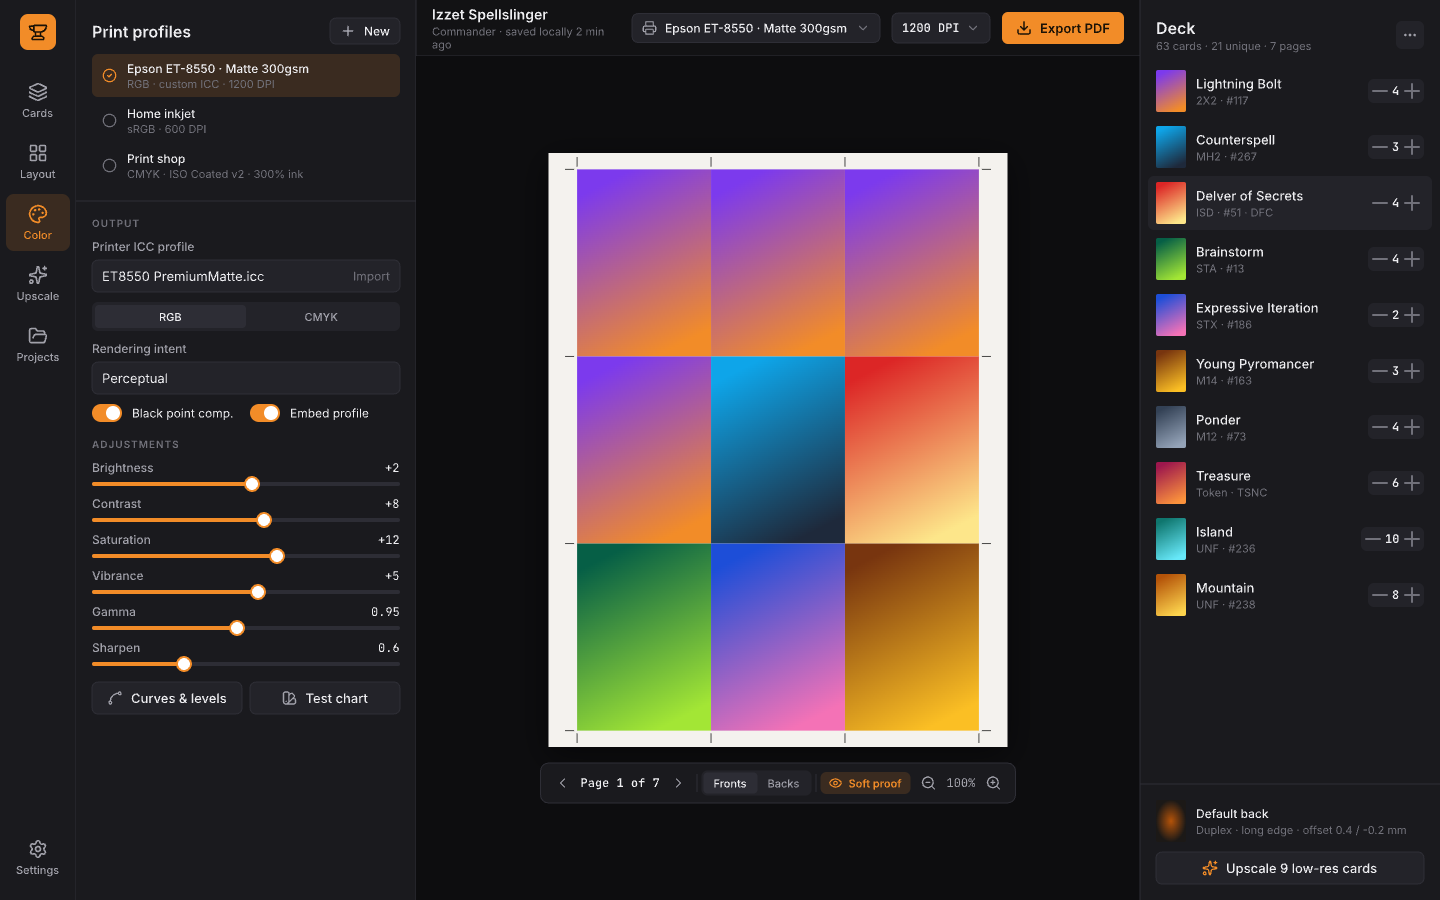 Cards
Layout
Color
Upscale
Projects
Settings
Print profiles
New
Epson ET-8550 · Matte 300gsm
RGB · custom ICC · 1200 DPI
Home inkjet
sRGB · 600 DPI
Print shop
CMYK · ISO Coated v2 · 300% ink
OUTPUT
Printer ICC profile
ET8550 PremiumMatte.icc Import
RGB CMYK
Rendering intent
Perceptual
Black point comp. Embed profile
ADJUSTMENTS
Brightness +2
Contrast +8
Saturation +12
Vibrance +5
Gamma 0.95
Sharpen 0.6
Curves & levels Test chart
Izzet Spellslinger
Commander · saved locally 2 min
ago
Epson ET-8550 · Matte 300gsm
1200 DPI
Export PDF
Page 1 of 7 Fronts Backs Soft proof 100%
Deck
63 cards · 21 unique · 7 pages
Lightning Bolt
2X2 · #117
4
Counterspell
MH2 · #267
3
Delver of Secrets
ISD · #51 · DFC
4
Brainstorm
STA · #13
4
Expressive Iteration
STX · #186
2
Young Pyromancer
M14 · #163
3
Ponder
M12 · #73
4
Treasure
Token · TSNC
6
Island
UNF · #236
10
Mountain
UNF · #238
8
Default back
Duplex · long edge · offset 0.4 / -0.2 mm
Upscale 9 low-res cards